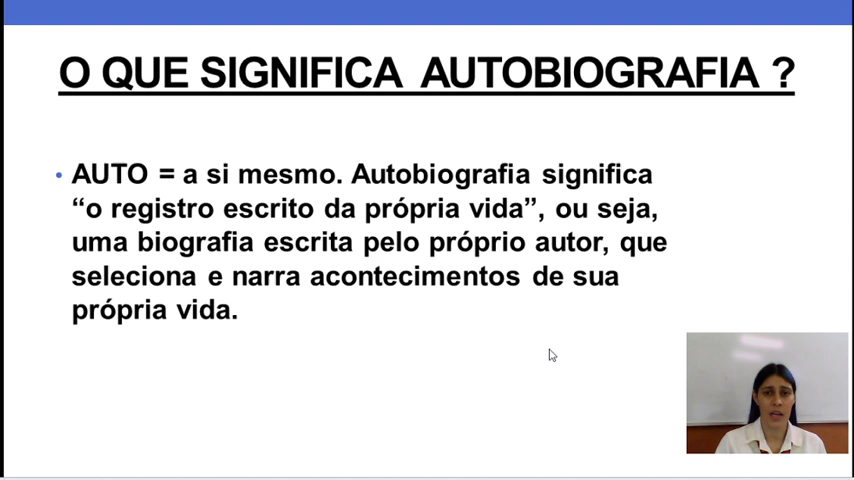 O QUE SIGNIFICA AUTOBIOGRAFIA ?
• AUTO = a si mesmo. Autobiografia significa
“o registro escrito da própria vida”, ou seja,
uma biografia escrita pelo próprio autor, que
seleciona e narra acontecimentos de sua
própria vida.